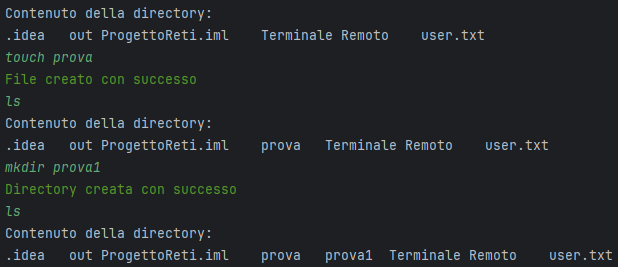 Contenuto della directory:
.idea   out ProgettoReti.iml    Terminale Remoto    user.txt
touch prova
File creato con successo
ls
Contenuto della directory:
.idea   out ProgettoReti.iml    prova   Terminale Remoto    user.txt
mkdir prova1
Directory creata con successo
ls
Contenuto della directory:
.idea   out ProgettoReti.iml    prova   prova1  Terminale Remoto    user.txt